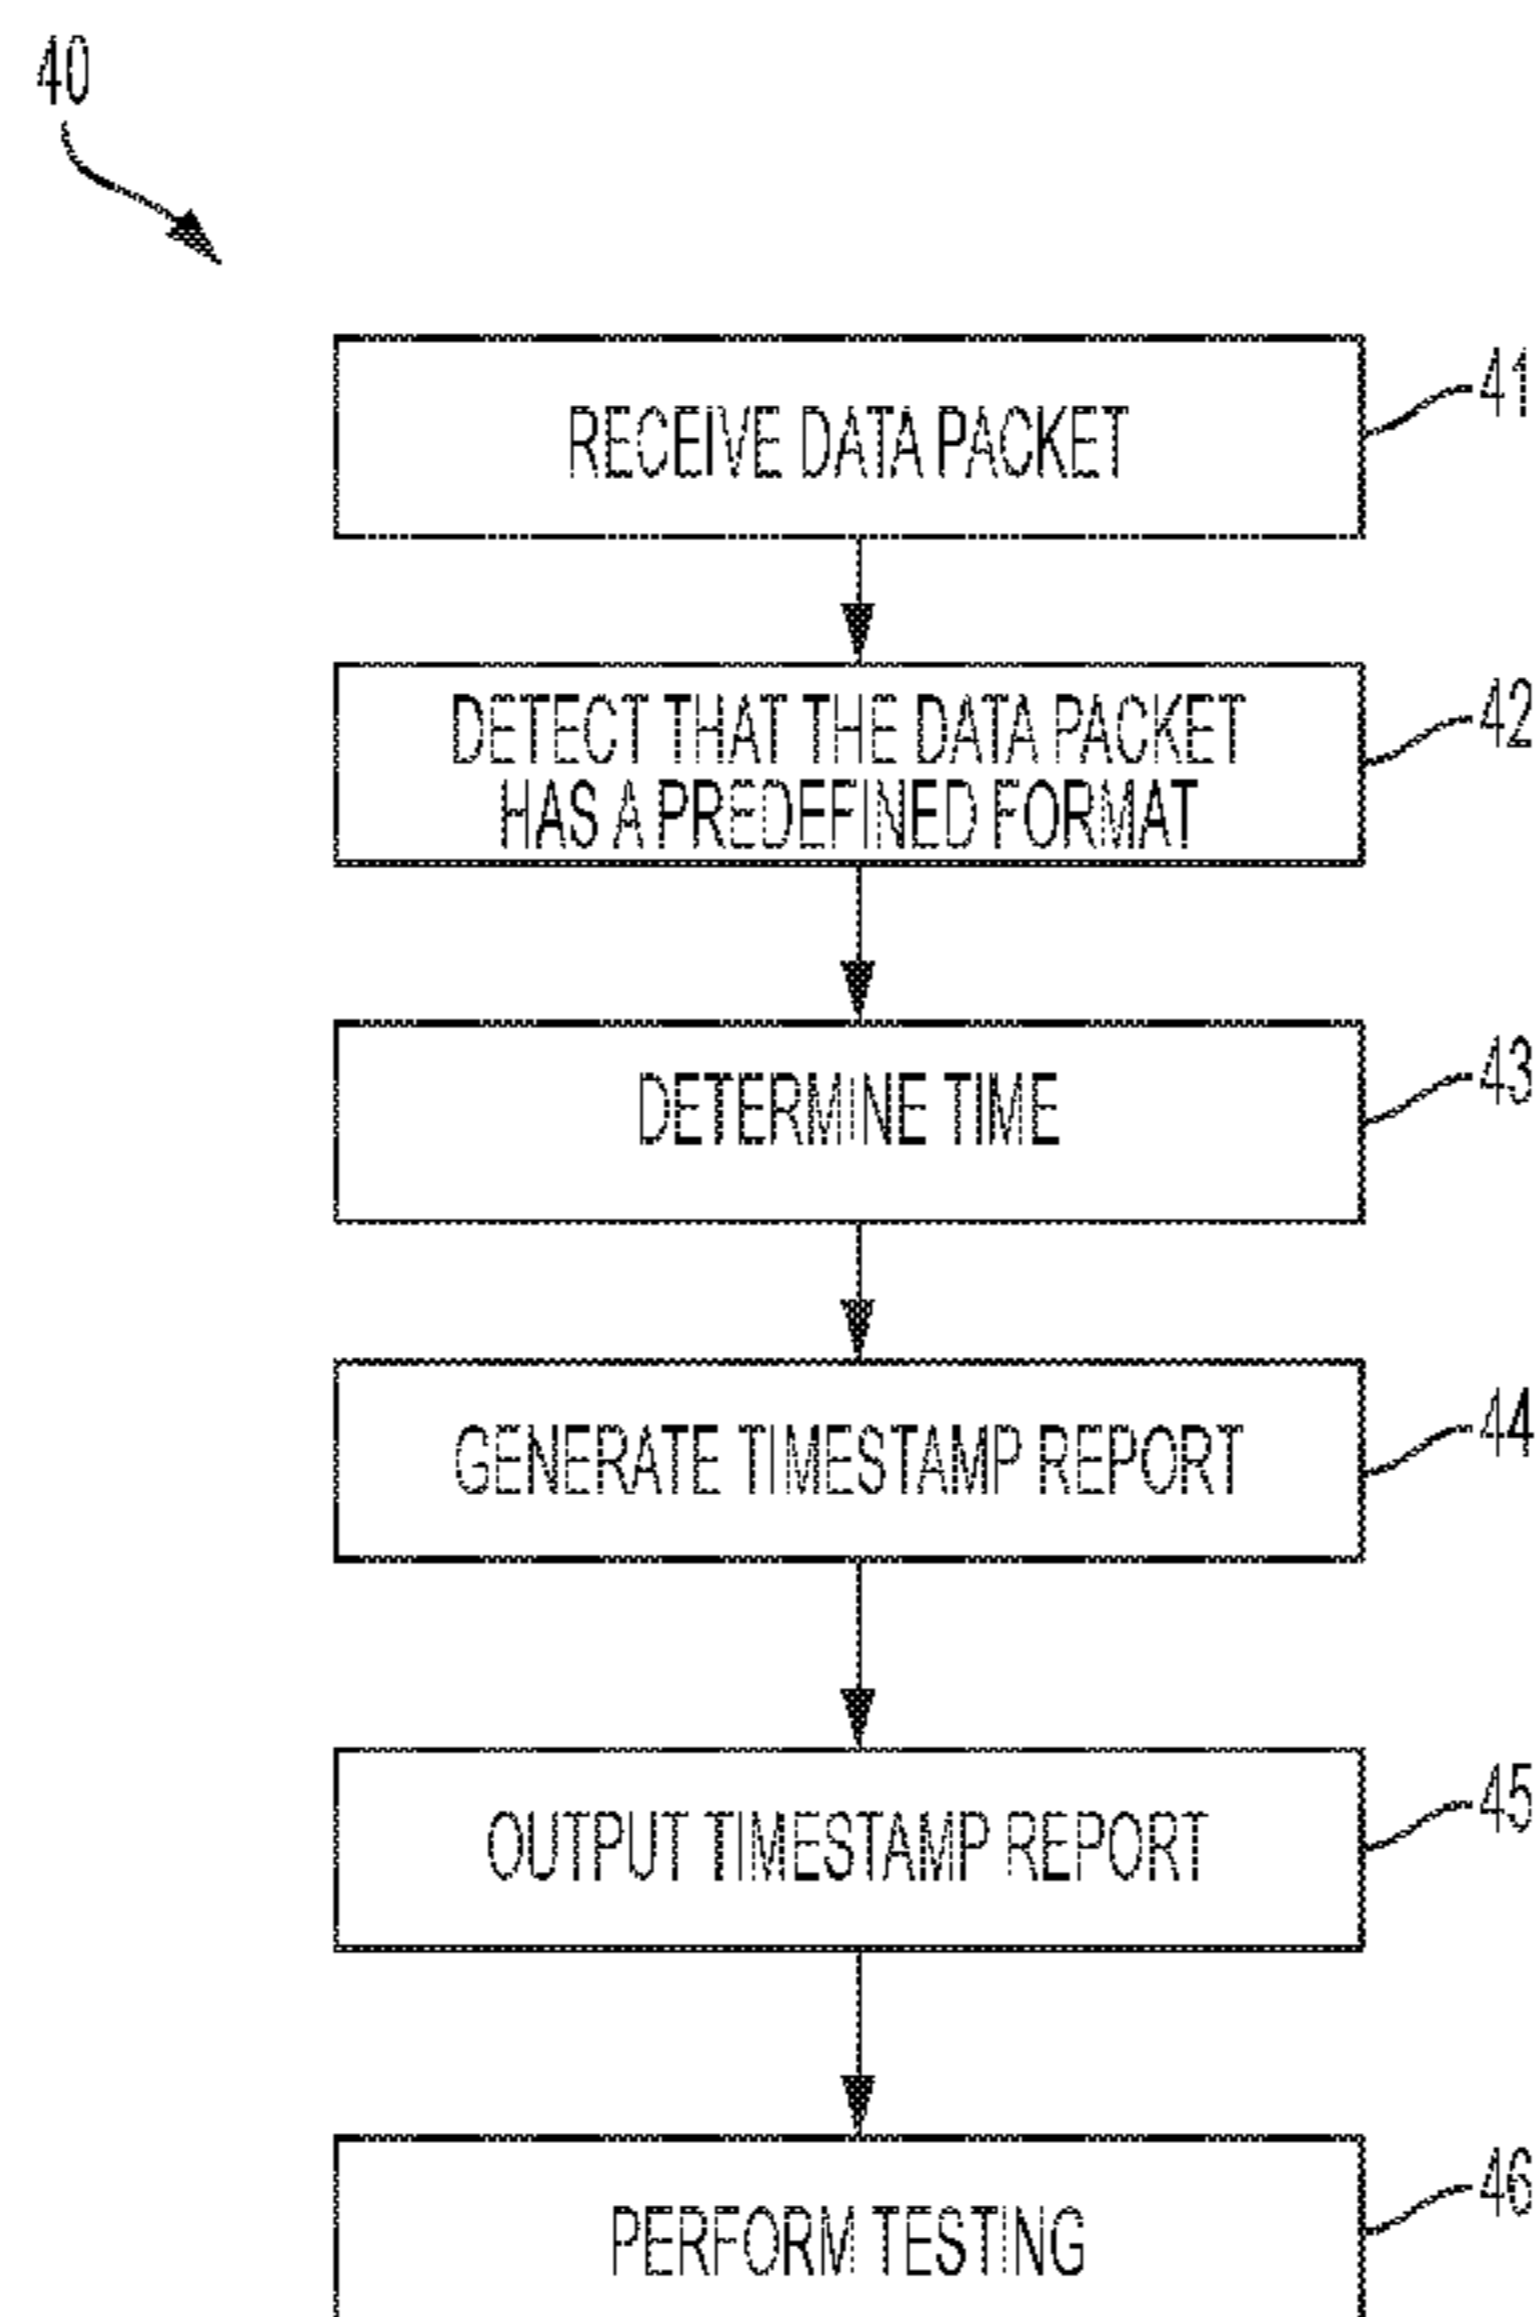 40
RECEIVE DATA PACKET
41
DETECT THAT THE DATA PACKET
HAS A PREDEFINED FORMAT
42
DETERMINE TIME
43
GENERATE TIMESTAMP REPORT
44
OUTPUT TIMESTAMP REPORT
45
PERFORM TESTING
46